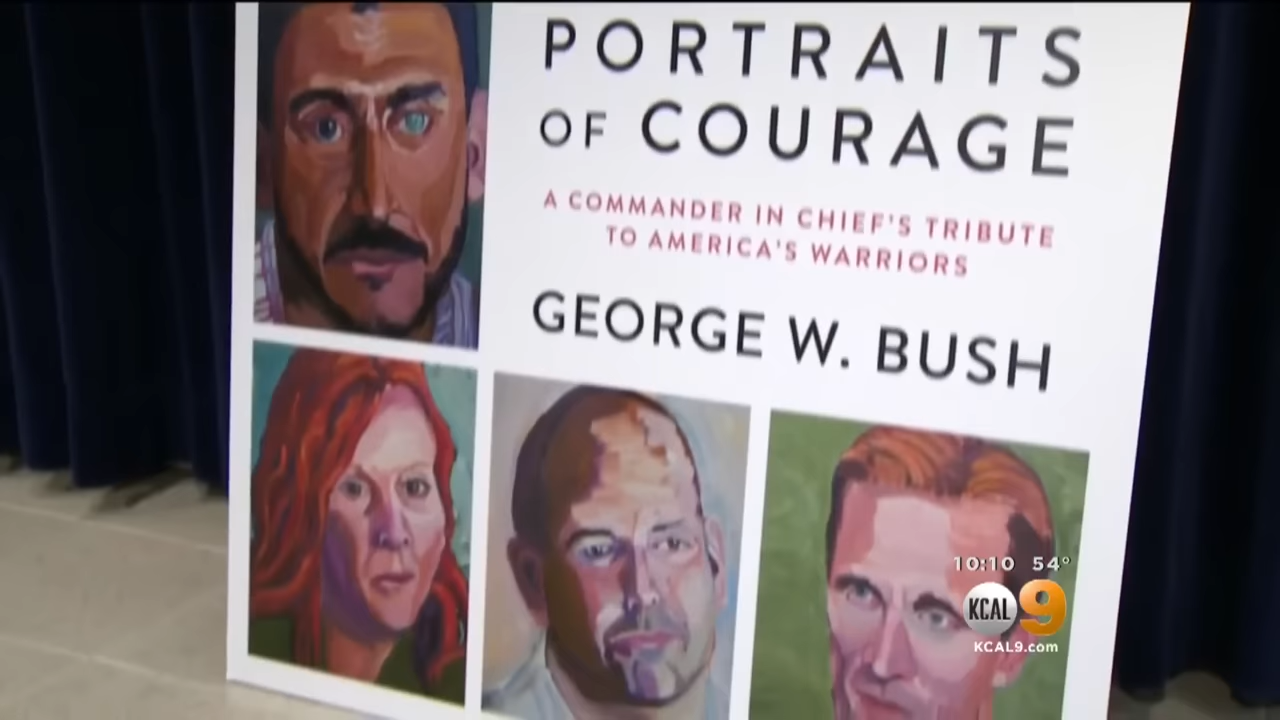 PORTRAITS
OF COURAGE
A COMMANDER IN CHIEF'S TRIBUTE
TO AMERICA'S WARRIORS
GEORGE W. BUSH
10:10 54°
KCAL 9
KCAL9.com